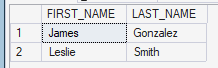 FIRST_NAME LAST_NAME
1 James Gonzalez
2 Leslie Smith